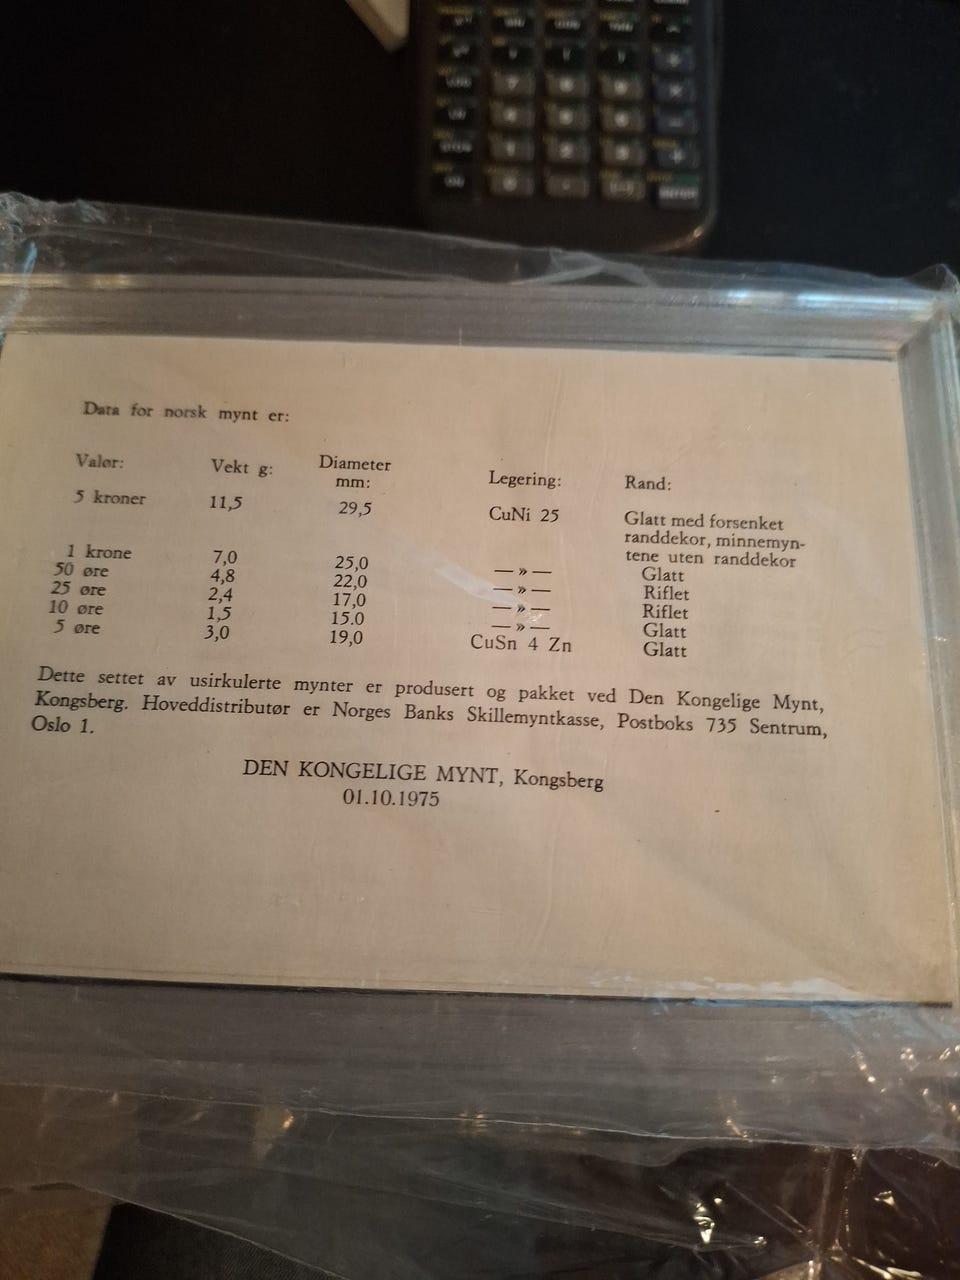 Data for norsk mynt er:
Valør: Vekt g: Diameter mm: Legering: Rand:
5 kroner 11,5 29,5 CuNi 25 Glatt med forsenket
randdekor, minnemyn-
tene uten randdekor
1 krone 7,0 25,0 — » — Glatt
50 øre 4,8 22,0 — » — Riflet
25 øre 2,4 17,0 — » — Riflet
10 øre 1,5 15.0 — » — Glatt
5 øre 3,0 19,0 CuSn 4 Zn Glatt
Dette settet av usirkulerte mynter er produsert og pakket ved Den Kongelige Mynt,
Kongsberg. Hoveddistributør er Norges Banks Skillemyntkasse, Postboks 735 Sentrum,
Oslo 1.
DEN KONGELIGE MYNT, Kongsberg
01.10.1975